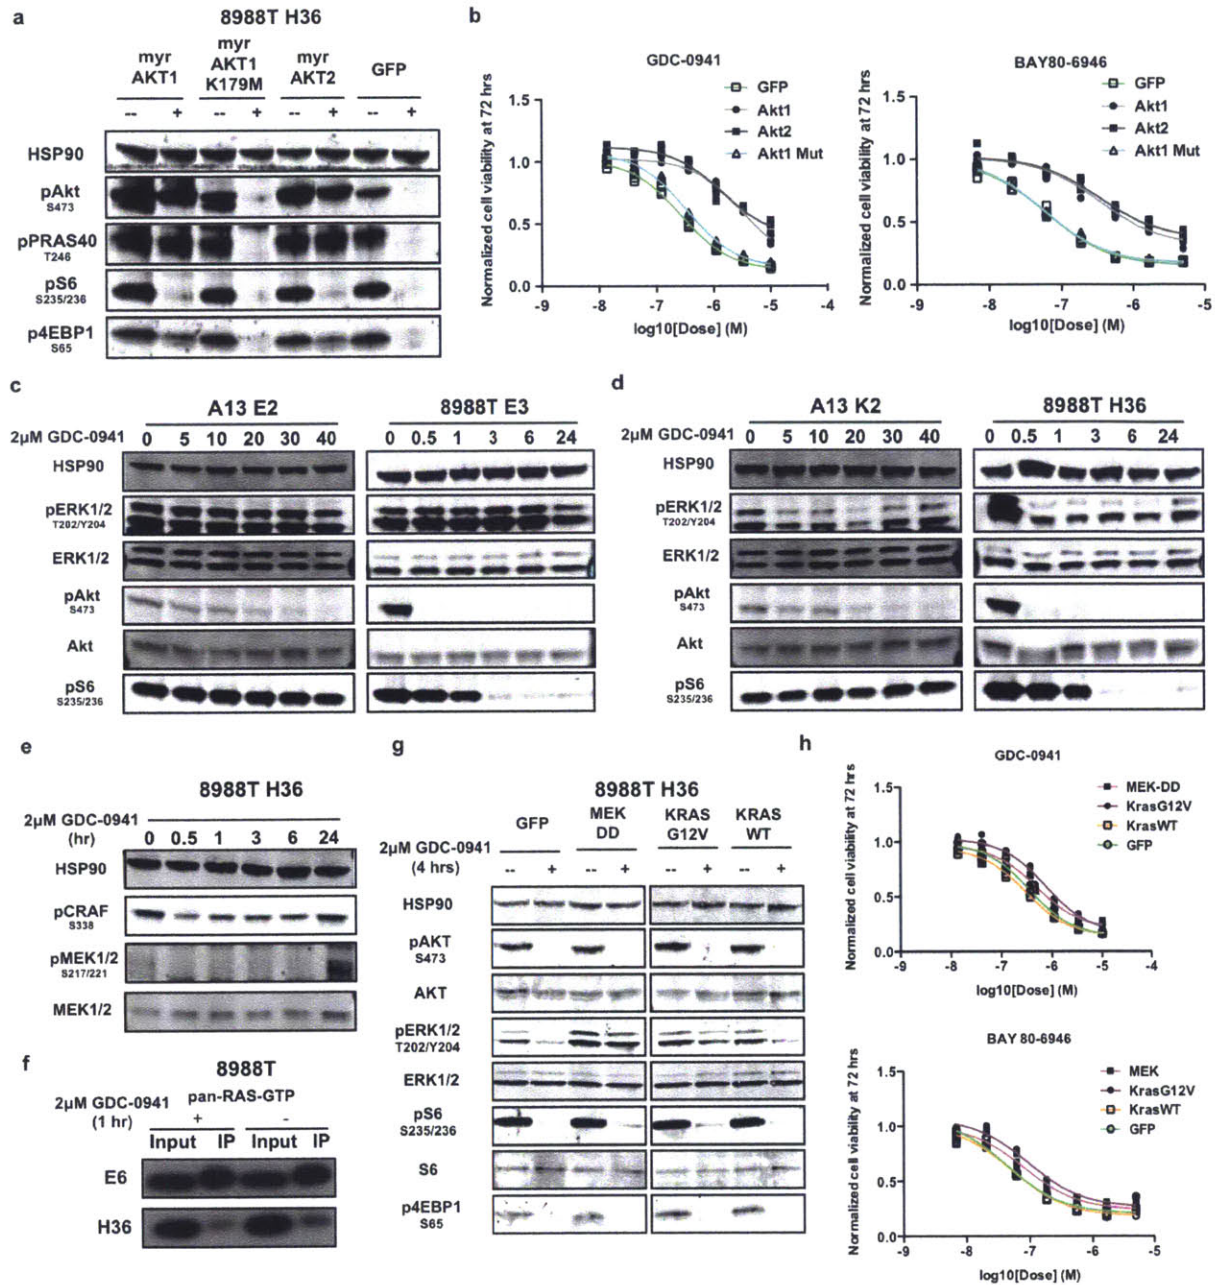 a
8988T H36
myr
AKT1
myr
AKT1
K179M
myr
AKT2
GFP
-- + -- + -- + -- +
HSP90
pAkt
S473
pPRAS40
T246
pS6
S235/236
p4EBP1
S65
b
GDC-0941
GFP
Akt1
Akt2
Akt1 Mut
Normalized cell viability at 72 hrs
1.5
1.0
0.5
0.0
-9 -8 -7 -6 -5 -4
log10[Dose] (M)
BAY80-6946
GFP
Akt1
Akt2
Akt1 Mut
Normalized cell viability at 72 hrs
1.5
1.0
0.5
0.0
-9 -8 -7 -6 -5
log10[Dose] (M)
c
A13 E2
8988T E3
2µM GDC-0941 0 5 10 20 30 40
0 0.5 1 3 6 24
HSP90
pERK1/2
T202/Y204
ERK1/2
pAkt
S473
Akt
pS6
S235/236
d
A13 K2
8988T H36
2µM GDC-0941 0 5 10 20 30 40
0 0.5 1 3 6 24
HSP90
pERK1/2
T202/Y204
ERK1/2
pAkt
S473
Akt
pS6
S235/236
e
8988T H36
2µM GDC-0941
(hr)
0 0.5 1 3 6 24
HSP90
pCRAF
S338
pMEK1/2
S217/221
MEK1/2
f
8988T
pan-RAS-GTP
2µM GDC-0941
(1 hr)
+ -
Input IP Input IP
E6
H36
g
8988T H36
GFP
MEK
DD
KRAS
G12V
KRAS
WT
2µM GDC-0941
(4 hrs)
-- + -- + -- + -- +
HSP90
pAKT
S473
AKT
pERK1/2
T202/Y204
ERK1/2
pS6
S235/236
S6
p4EBP1
S65
h
GDC-0941
MEK-DD
KrasG12V
KrasWT
GFP
Normalized cell viability at 72 hrs
1.5
1.0
0.5
0.0
-9 -8 -7 -6 -5 -4
log10[Dose] (M)
BAY 80-6946
MEK
KrasG12V
KrasWT
GFP
Normalized cell viability at 72 hrs
1.5
1.0
0.5
0.0
-9 -8 -7 -6 -5
log10[Dose] (M)